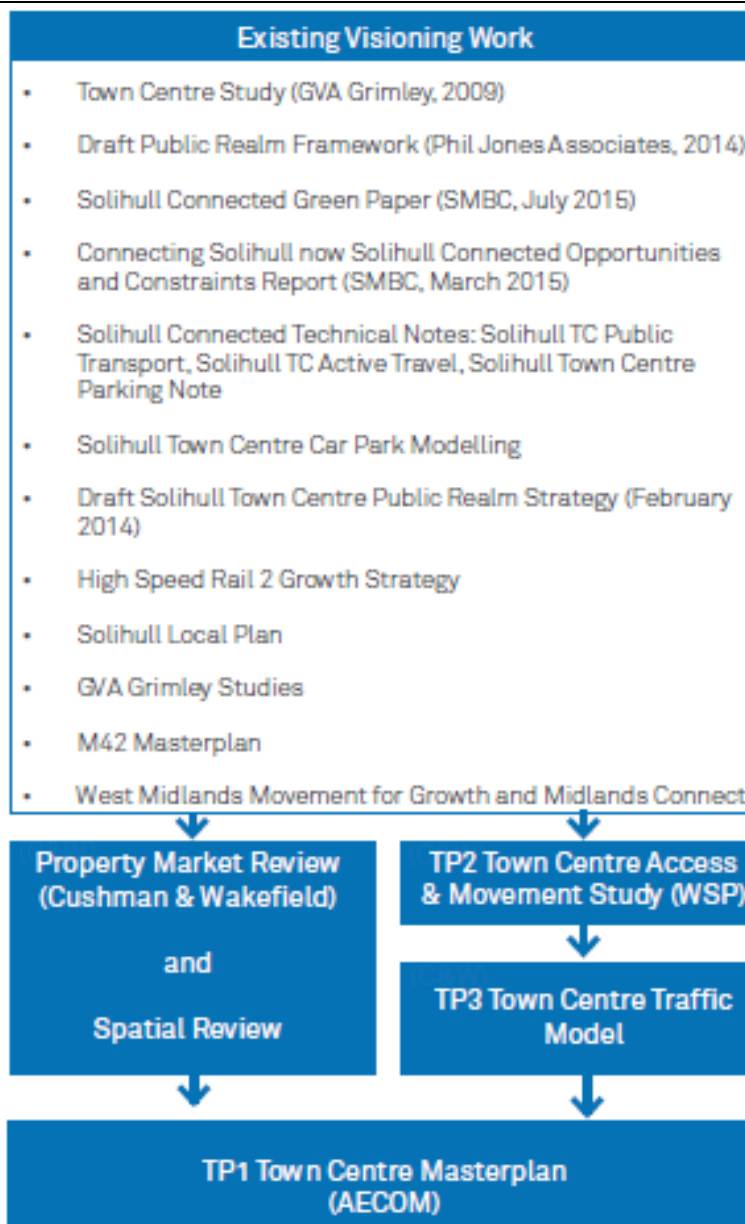 Existing Visioning Work
• Town Centre Study (GVA Grimley, 2009)
• Draft Public Realm Framework (Phil Jones Associates, 2014)
• Solihull Connected Green Paper (SMBC, July 2015)
• Connecting Solihull now Solihull Connected Opportunities
and Constraints Report (SMBC, March 2015)
• Solihull Connected Technical Notes: Solihull TC Public
Transport, Solihull TC Active Travel, Solihull Town Centre
Parking Note
• Solihull Town Centre Car Park Modelling
• Draft Solihull Town Centre Public Realm Strategy (February
2014)
• High Speed Rail 2 Growth Strategy
• Solihull Local Plan
• GVA Grimley Studies
• M42 Masterplan
• West Midlands Movement for Growth and Midlands Connect
Property Market Review
(Cushman & Wakefield)
and
Spatial Review
TP2 Town Centre Access
& Movement Study (WSP)
TP3 Town Centre Traffic
Model
TP1 Town Centre Masterplan
(AECOM)